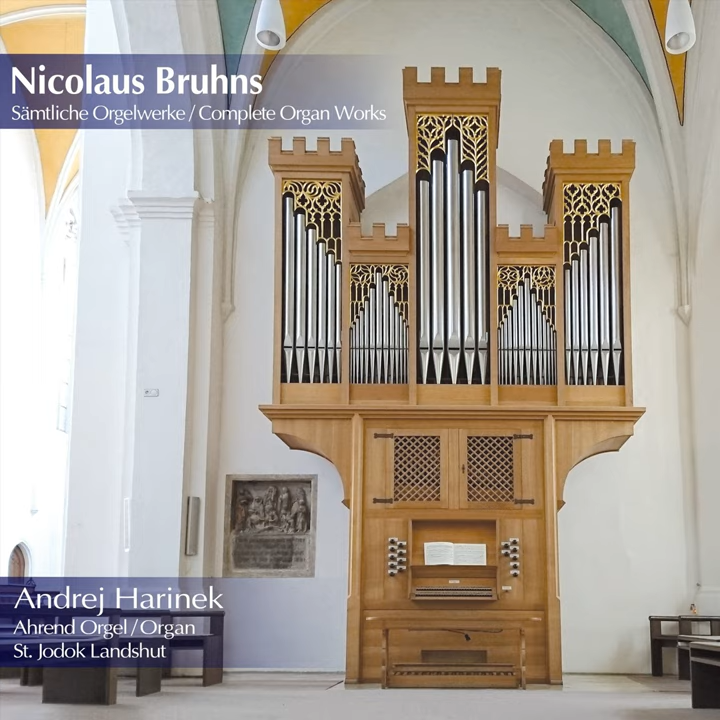 Nicolaus Bruhns
Sämtliche Orgelwerke / Complete Organ Works
Andrej Harinek
Ahrend Orgel / Organ
St. Jodok Landshut